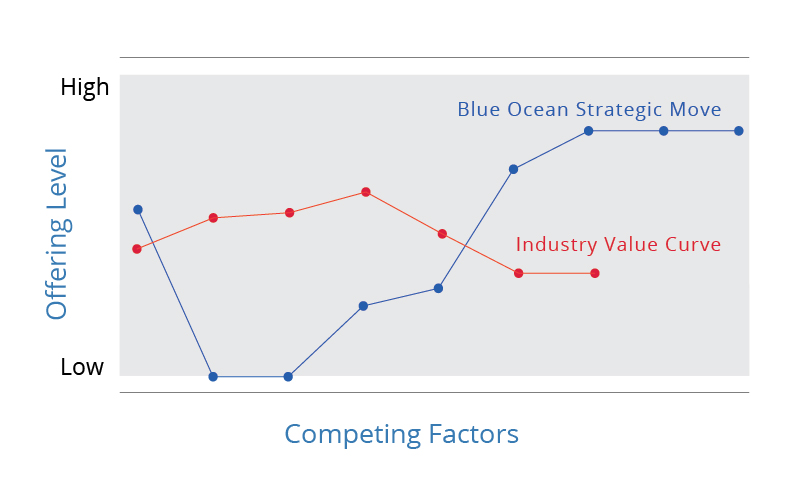 High
Blue Ocean Strategic Move
Offering Level
Industry Value Curve
Low
Competing Factors